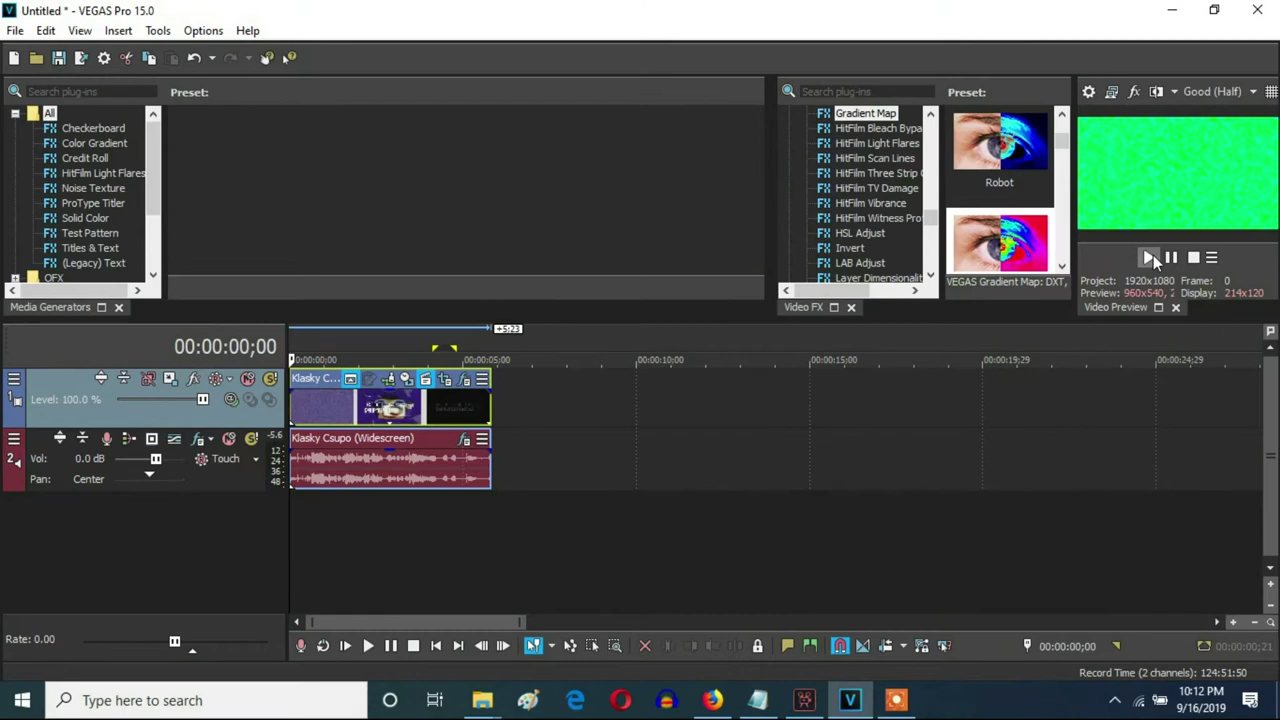 Untitled * - VEGAS Pro 15.0
File Edit View Insert Tools Options Help
Search plug-ins
Preset:
All
Checkerboard
Color Gradient
Credit Roll
HitFilm Light Flares
Noise Texture
ProType Titler
Solid Color
Test Pattern
Titles & Text
(Legacy) Text
OFX
Media Generators
Search plug-ins
Gradient Map
HitFilm Bleach Bypa
HitFilm Light Flares
HitFilm Scan Lines
HitFilm Three Strip C
HitFilm TV Damage
HitFilm Vibrance
HitFilm Witness Pro
HSL Adjust
Invert
LAB Adjust
Layer Dimensionalit
Video FX
Preset:
Robot
VEGAS Gradient Map: DXT,
Good (Half)
Project: 1920x1080 Frame: 0
Preview: 960x540, Display: 214x120
Video Preview
+5;23
00:00:00;00
00:00:00;00 00:00:05;00 00:00:10;00 00:00:15;00 00:00:19;29 00:00:24;29
1
Level: 100.0 %
Klasky C...
2
-5.6
Vol: 0.0 dB Touch
Pan: Center
12
24
36
48
Klasky Csupo (Widescreen)
Rate: 0.00
00:00:00;00
00:00:00;21
Record Time (2 channels): 124:51:50
Type here to search
10:12 PM
9/16/2019